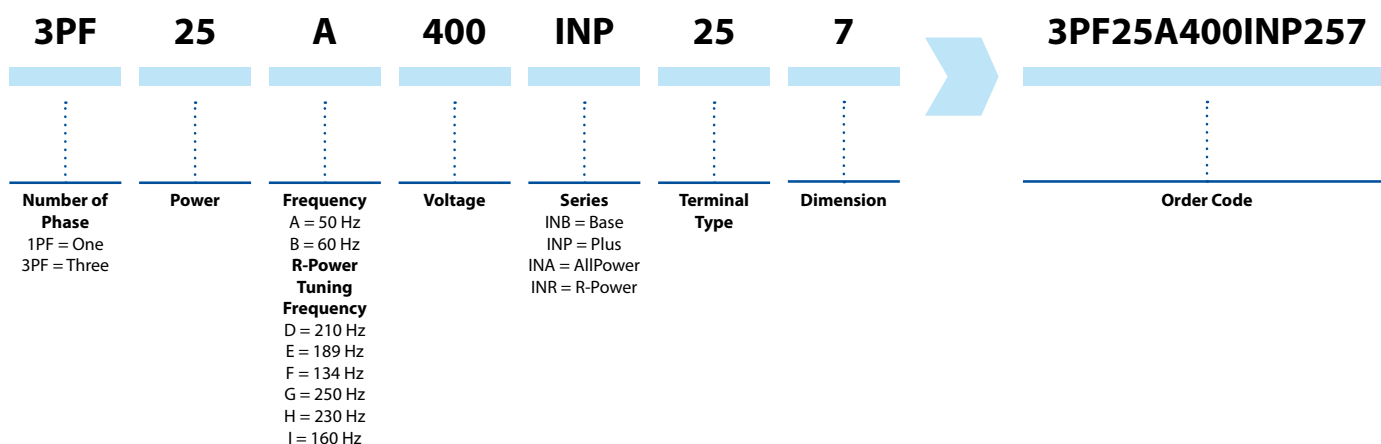 3PF 25 A 400 INP 25 7 3PF25A400INP257
Number of
Phase
1PF = One
3PF = Three
Power
Frequency
A = 50 Hz
B = 60 Hz
R-Power
Tuning
Frequency
D = 210 Hz
E = 189 Hz
F = 134 Hz
G = 250 Hz
H = 230 Hz
I = 160 Hz
Voltage
Series
INB = Base
INP = Plus
INA = AllPower
INR = R-Power
Terminal
Type
Dimension
Order Code